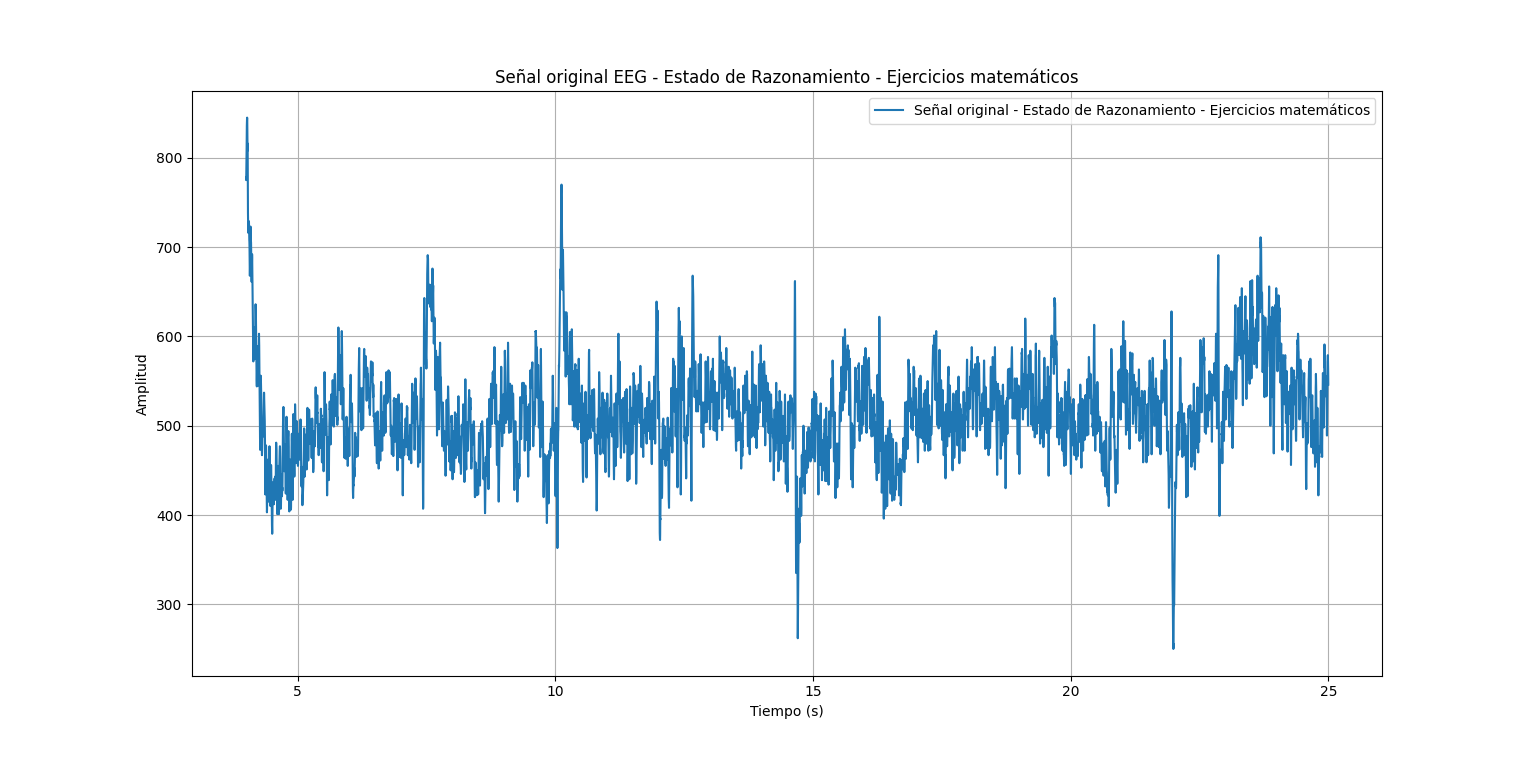 Señal original EEG - Estado de Razonamiento - Ejercicios matemáticos
Señal original - Estado de Razonamiento - Ejercicios matemáticos
Amplitud
800
700
600
500
400
300
5
10
15
20
25
Tiempo (s)